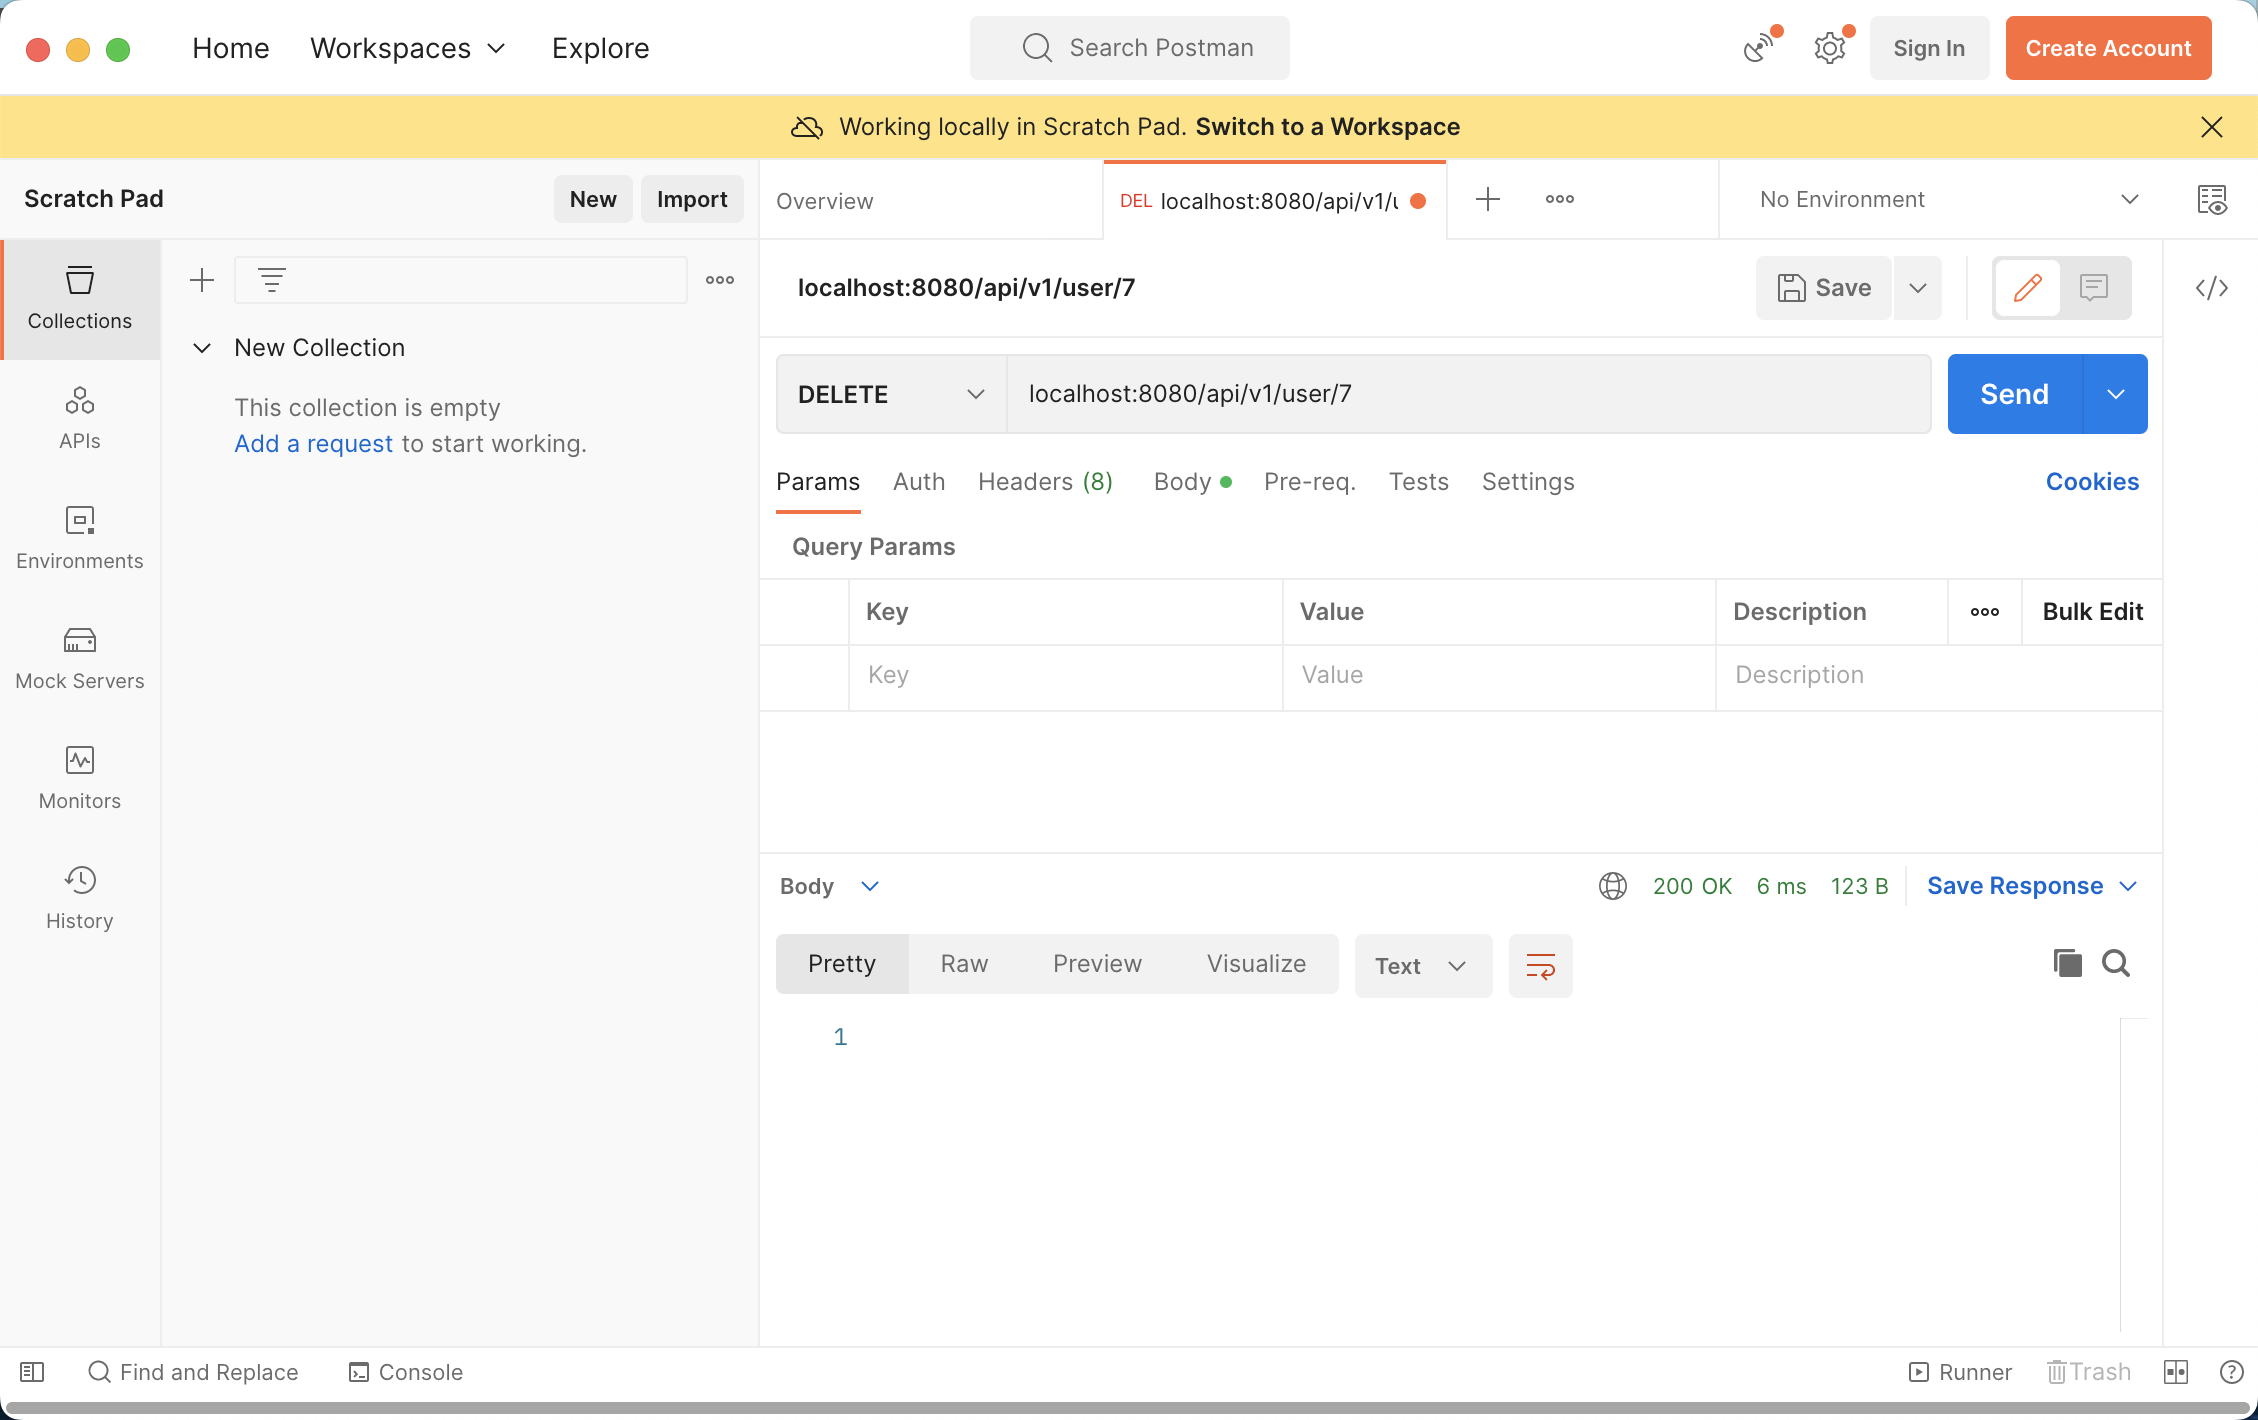 Home Workspaces Explore Search Postman Sign In Create Account
Working locally in Scratch Pad. Switch to a Workspace
Scratch Pad New Import
Overview DEL localhost:8080/api/v1/u No Environment
Collections
APIs
Environments
Mock Servers
Monitors
History
New Collection
This collection is empty
Add a request to start working.
localhost:8080/api/v1/user/7 Save
DELETE localhost:8080/api/v1/user/7 Send
Params Auth Headers (8) Body Pre-req. Tests Settings Cookies
Query Params
Key Value Description Bulk Edit
Key Value Description
Body 200 OK 6 ms 123 B Save Response
Pretty Raw Preview Visualize Text
1
Find and Replace Console Runner Trash